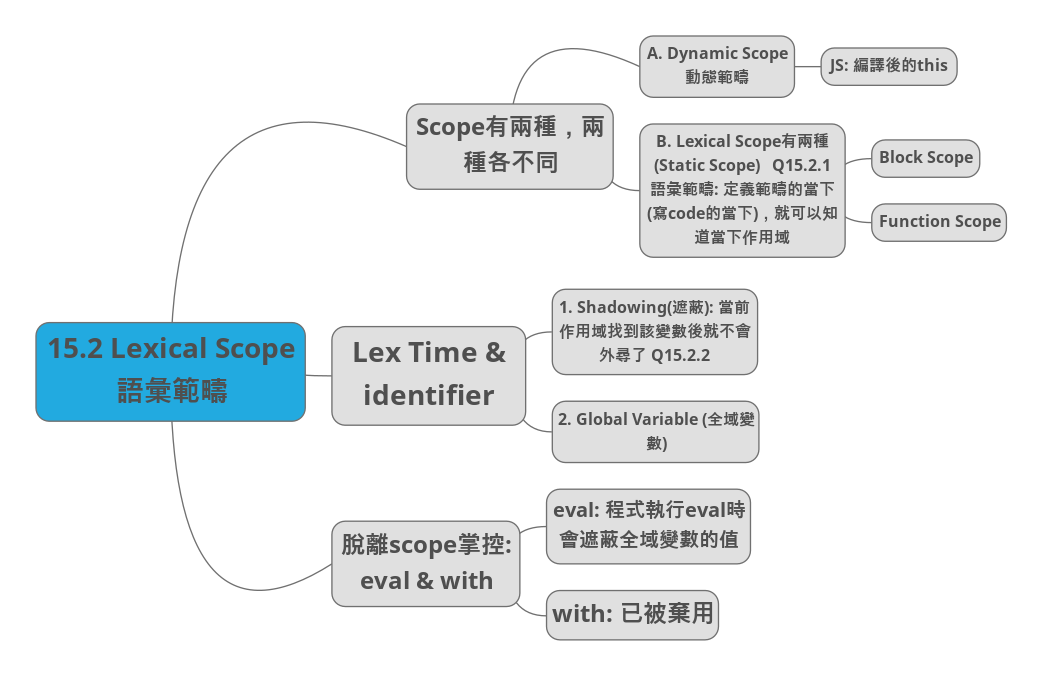 15.2 Lexical Scope
語彙範疇
Scope有兩種，兩
種各不同
A. Dynamic Scope
動態範疇
JS: 編譯後的this
B. Lexical Scope有兩種
(Static Scope) Q15.2.1
語彙範疇: 定義範疇的當下
(寫code的當下)，就可以知
道當下作用域
Block Scope
Function Scope
Lex Time &
identifier
1. Shadowing(遮蔽): 當前
作用域找到該變數後就不會
外尋了 Q15.2.2
2. Global Variable (全域變
數)
脫離scope掌控:
eval & with
eval: 程式執行eval時
會遮蔽全域變數的值
with: 已被棄用